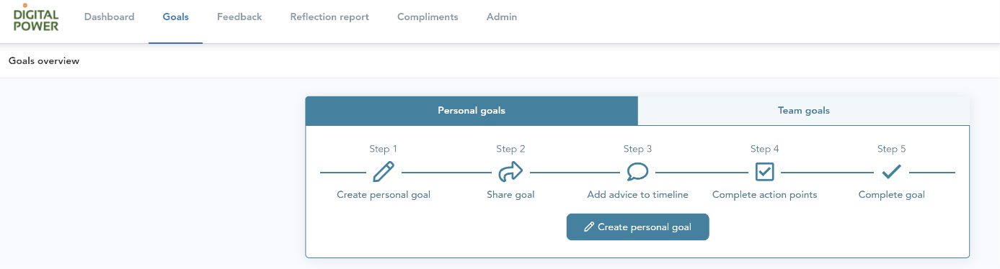 DIGITAL
POWER
Dashboard Goals Feedback Reflection report Compliments Admin
Goals overview
Personal goals Team goals
Step 1 Step 2 Step 3 Step 4 Step 5
Create personal goal Share goal Add advice to timeline Complete action points Complete goal
Create personal goal